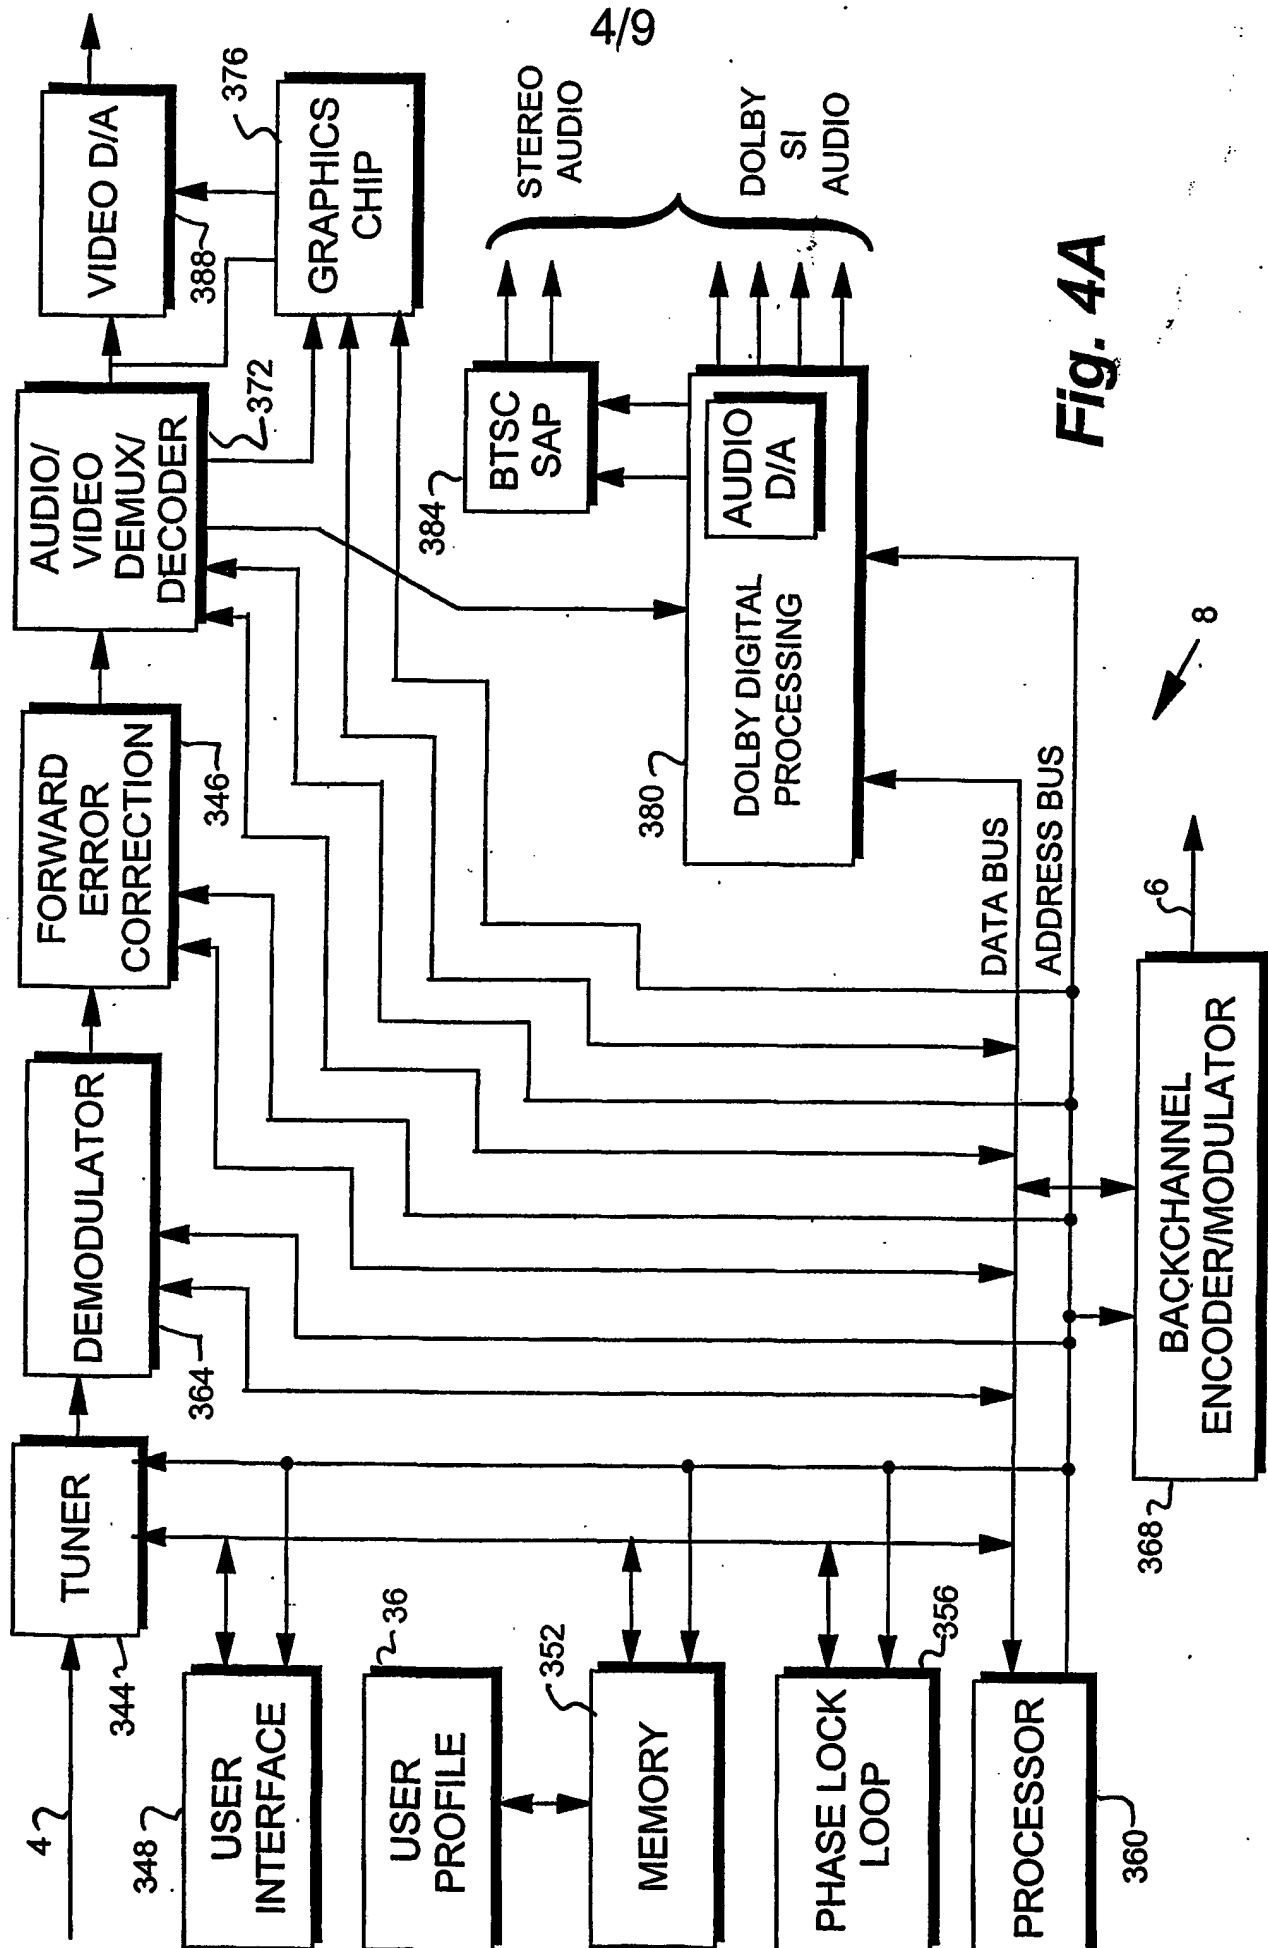 4/9
4
344
TUNER
364
DEMODULATOR
346
FORWARD
ERROR
CORRECTION
372
AUDIO/
VIDEO
DEMUX/
DECODER
388
VIDEO D/A
376
GRAPHICS
CHIP
348
USER
INTERFACE
36
USER
PROFILE
352
MEMORY
356
PHASE LOCK
LOOP
360
PROCESSOR
384
BTSC
SAP
STEREO
AUDIO
380
DOLBY DIGITAL
PROCESSING
AUDIO
D/A
DOLBY
SI
AUDIO
DATA BUS
ADDRESS BUS
368
BACKCHANNEL
ENCODER/MODULATOR
6
8
Fig. 4A